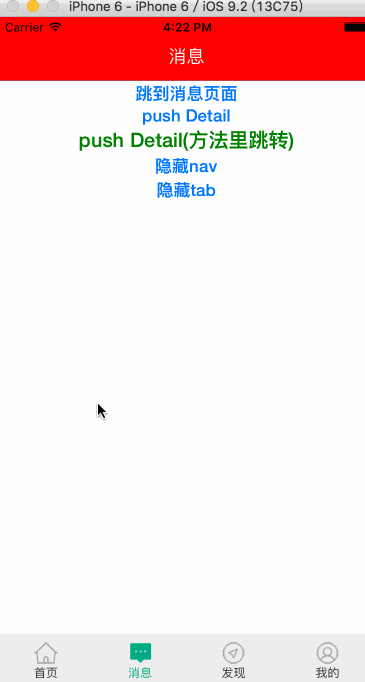 iPhone 6 - iPhone 6 / iOS 9.2 (13C75)
Carrier 4:22 PM
消息
跳到消息页面
push Detail
push Detail(方法里跳转)
隐藏nav
隐藏tab
首页 消息 发现 我的